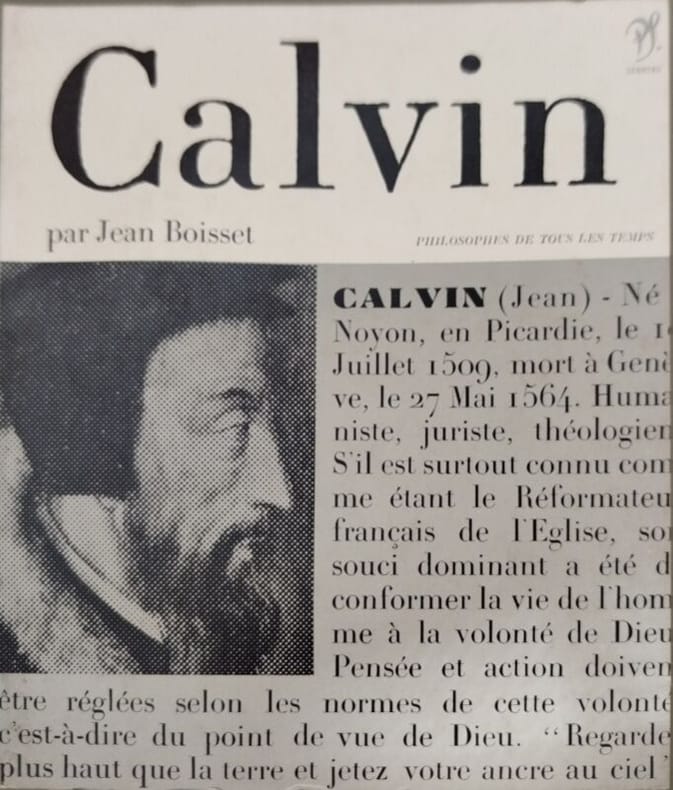 Calvin
par Jean Boisset
PHILOSOPHES DE TOUS LES TEMPS
CALVIN (Jean) - Né
Noyon, en Picardie, le 1
Juillet 1509, mort à Genè
ve, le 27 Mai 1564. Huma
niste, juriste, théologien
S'il est surtout connu com
me étant le Réformateu
français de l'Eglise, so
souci dominant a été d
conformer la vie de l'hom
me à la volonté de Dieu
Pensée et action doiven
être réglées selon les normes de cette volonté
c'est-à-dire du point de vue de Dieu. “Regarde
plus haut que la terre et jetez votre ancre au ciel”